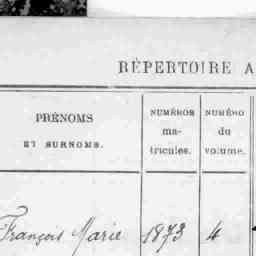 RÉPERTOIRE A
PRÉNOMS
ET SURNOMS.
NUMÉROS
ma-
tricules.
NUMÉRO
du
volume.
François Marie 1873 4